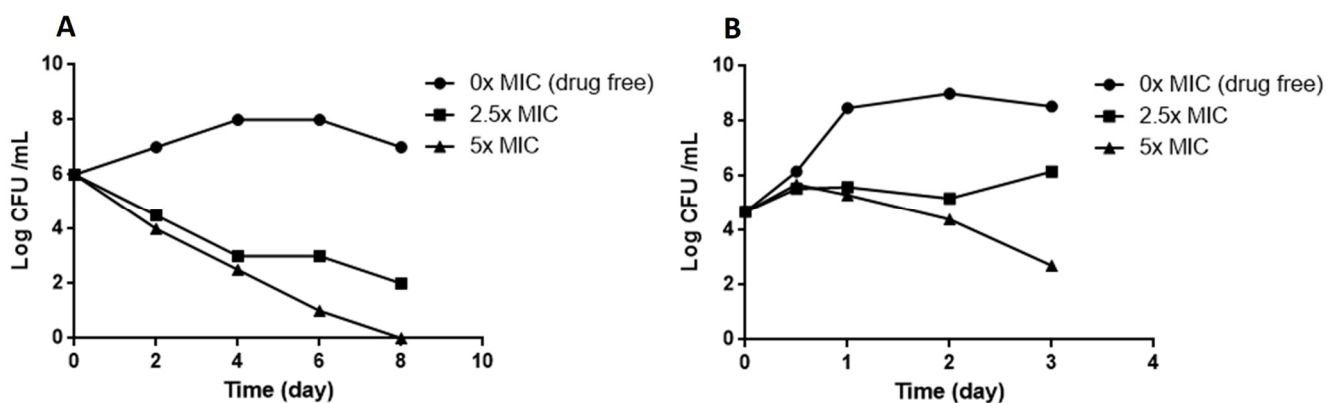 A
10
8
6
4
2
0
Log CFU /mL
0 2 4 6 8 10
Time (day)
0x MIC (drug free)
2.5x MIC
5x MIC
B
10
8
6
4
2
0
Log CFU /mL
0 1 2 3 4
Time (day)
0x MIC (drug free)
2.5x MIC
5x MIC